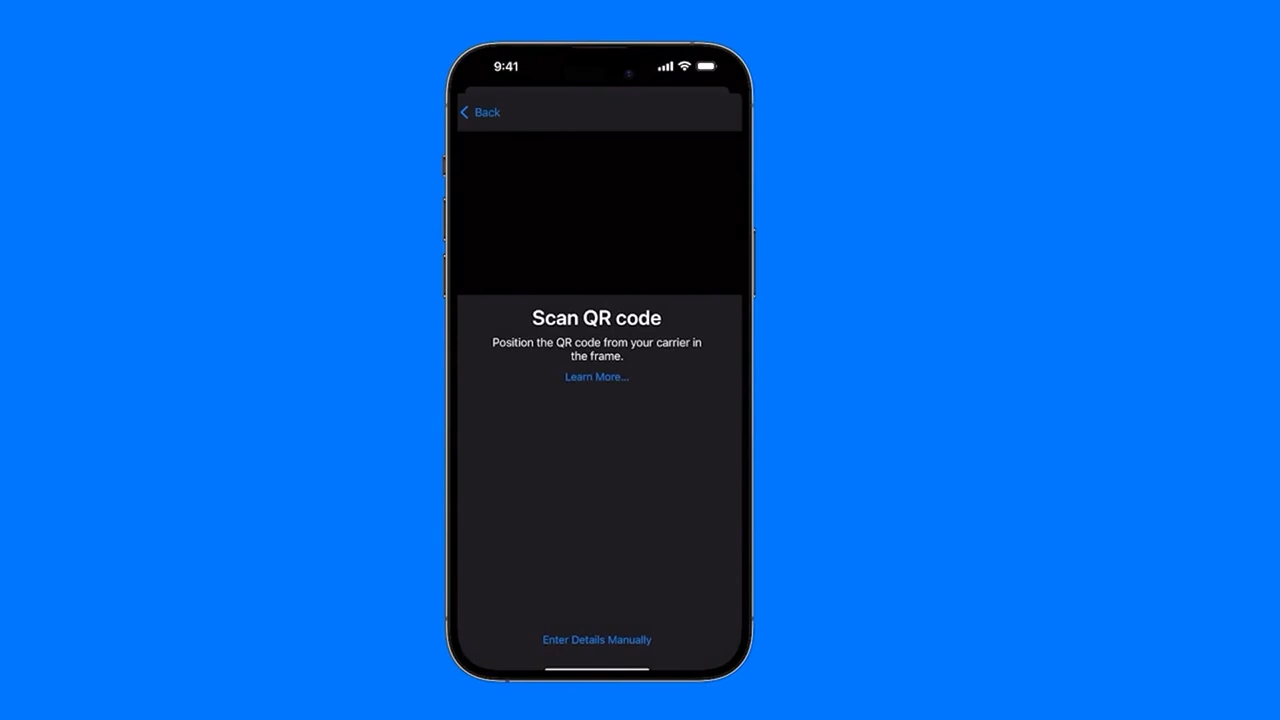 9:41
Back
Scan QR code
Position the QR code from your carrier in
the frame.
Learn More...
Enter Details Manually